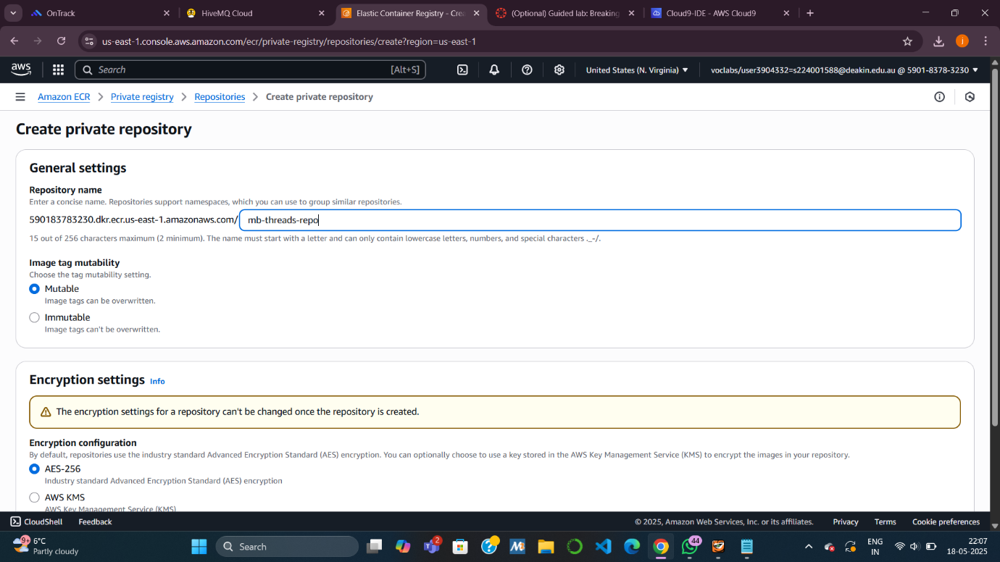 OnTrack
HiveMQ Cloud
Elastic Container Registry - Crea
(Optional) Guided lab: Breaking
Cloud9-IDE - AWS Cloud9
us-east-1.console.aws.amazon.com/ecr/private-registry/repositories/create?region=us-east-1
j
aws
Search
[Alt+S]
United States (N. Virginia)
voclabs/user3904332=s224001588@deakin.edu.au @ 5901-8378-3230
Amazon ECR
Private registry
Repositories
Create private repository
Create private repository
General settings
Repository name
Enter a concise name. Repositories support namespaces, which you can use to group similar repositories.
590183783230.dkr.ecr.us-east-1.amazonaws.com/ mb-threads-repo
15 out of 256 characters maximum (2 minimum). The name must start with a letter and can only contain lowercase letters, numbers, and special characters ._-/.
Image tag mutability
Choose the tag mutability setting.
Mutable
Image tags can be overwritten.
Immutable
Image tags can't be overwritten.
Encryption settings Info
The encryption settings for a repository can't be changed once the repository is created.
Encryption configuration
By default, repositories use the industry standard Advanced Encryption Standard (AES) encryption. You can optionally choose to use a key stored in the AWS Key Management Service (KMS) to encrypt the images in your repository.
AES-256
Industry standard Advanced Encryption Standard (AES) encryption
AWS KMS
AWS Key Management Service (KMS)
CloudShell
Feedback
© 2025, Amazon Web Services, Inc. or its affiliates.
Privacy
Terms
Cookie preferences
9+
6°C
Partly cloudy
Search
2
44
ENG
IN
22:07
18-05-2025